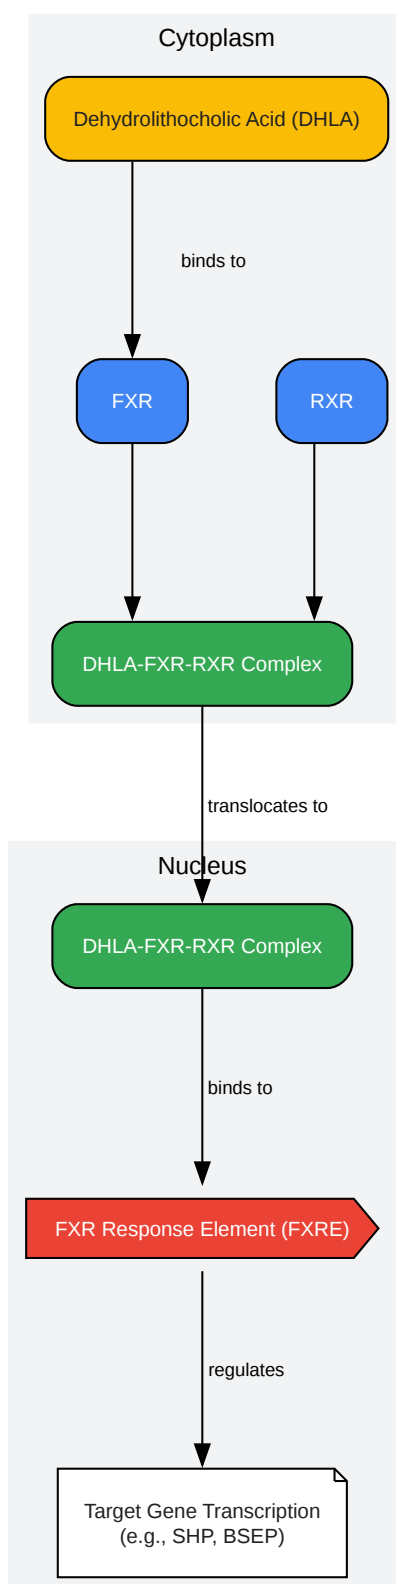 Cytoplasm
Dehydrolithocholic Acid (DHLA)
binds to
FXR
RXR
DHLA-FXR-RXR Complex
translocates to
Nucleus
DHLA-FXR-RXR Complex
binds to
FXR Response Element (FXRE)
regulates
Target Gene Transcription
(e.g., SHP, BSEP)